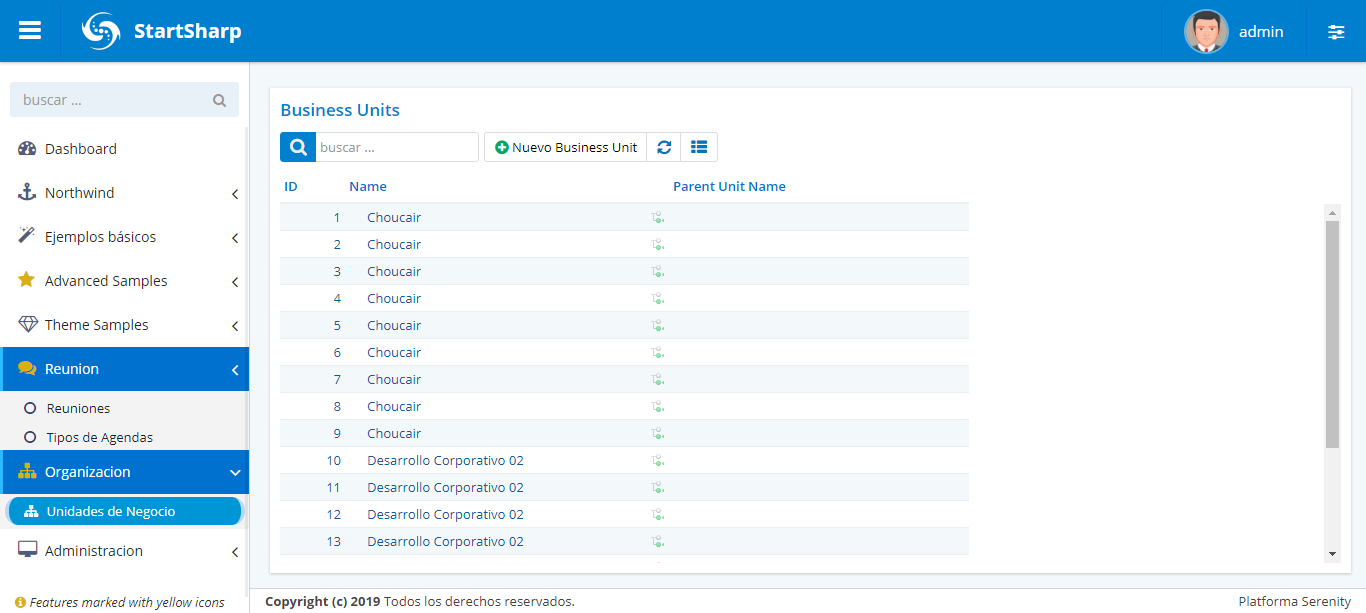 StartSharp
admin
buscar ...
Dashboard
Northwind
Ejemplos básicos
Advanced Samples
Theme Samples
Reunion
Reuniones
Tipos de Agendas
Organizacion
Unidades de Negocio
Administracion
Features marked with yellow icons
Business Units
buscar ...
Nuevo Business Unit
ID Name Parent Unit Name
1 Choucair
2 Choucair
3 Choucair
4 Choucair
5 Choucair
6 Choucair
7 Choucair
8 Choucair
9 Choucair
10 Desarrollo Corporativo 02
11 Desarrollo Corporativo 02
12 Desarrollo Corporativo 02
13 Desarrollo Corporativo 02
Copyright (c) 2019 Todos los derechos reservados.
Platforma Serenity